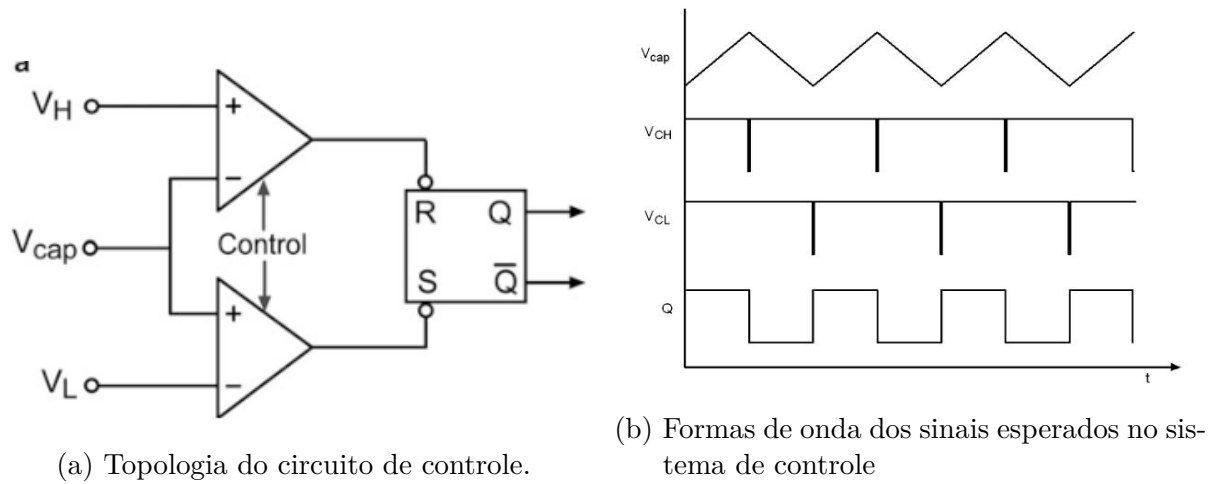 a
V_H
+
−
V_cap
Control
R Q
S Q̅
+
V_L
−
(a) Topologia do circuito de controle.
V_cap
V_CH
V_CL
Q
t
(b) Formas de onda dos sinais esperados no sis-
tema de controle